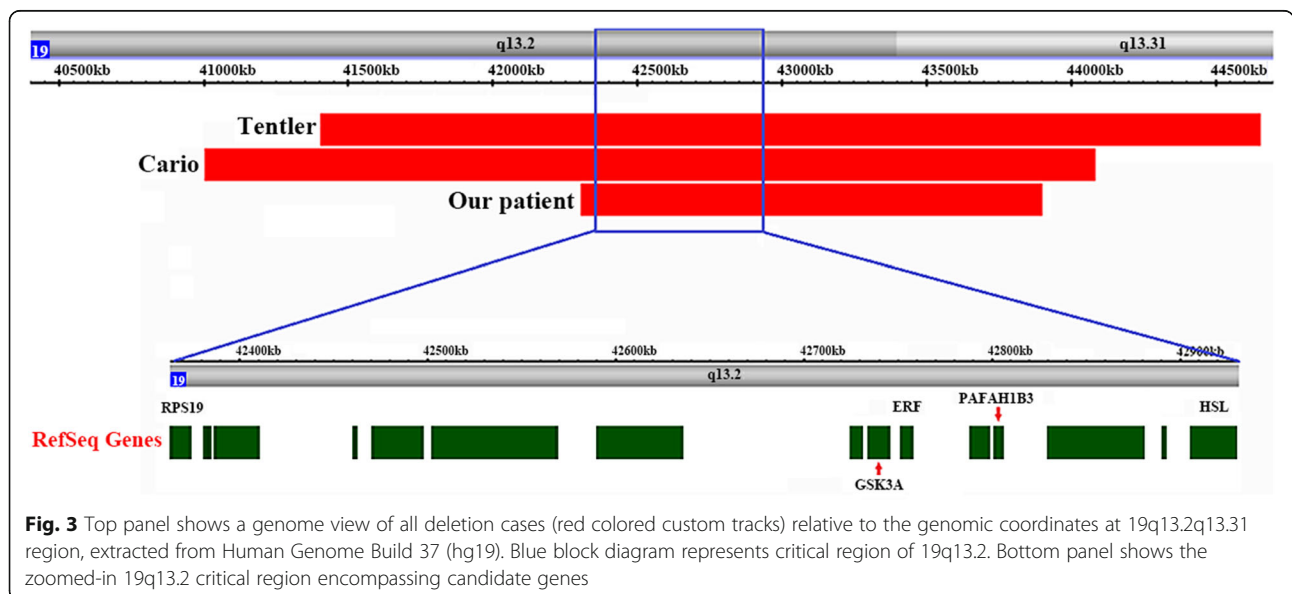 19 q13.2 q13.31
40500kb 41000kb 41500kb 42000kb 42500kb 43000kb 43500kb 44000kb 44500kb
Tentler
Cario
Our patient
42400kb 42500kb 42600kb 42700kb 42800kb 42900kb
19 q13.2
RPS19 ERF PAFAH1B3 HSL
RefSeq Genes
GSK3A
Fig. 3 Top panel shows a genome view of all deletion cases (red colored custom tracks) relative to the genomic coordinates at 19q13.2q13.31
region, extracted from Human Genome Build 37 (hg19). Blue block diagram represents critical region of 19q13.2. Bottom panel shows the
zoomed-in 19q13.2 critical region encompassing candidate genes